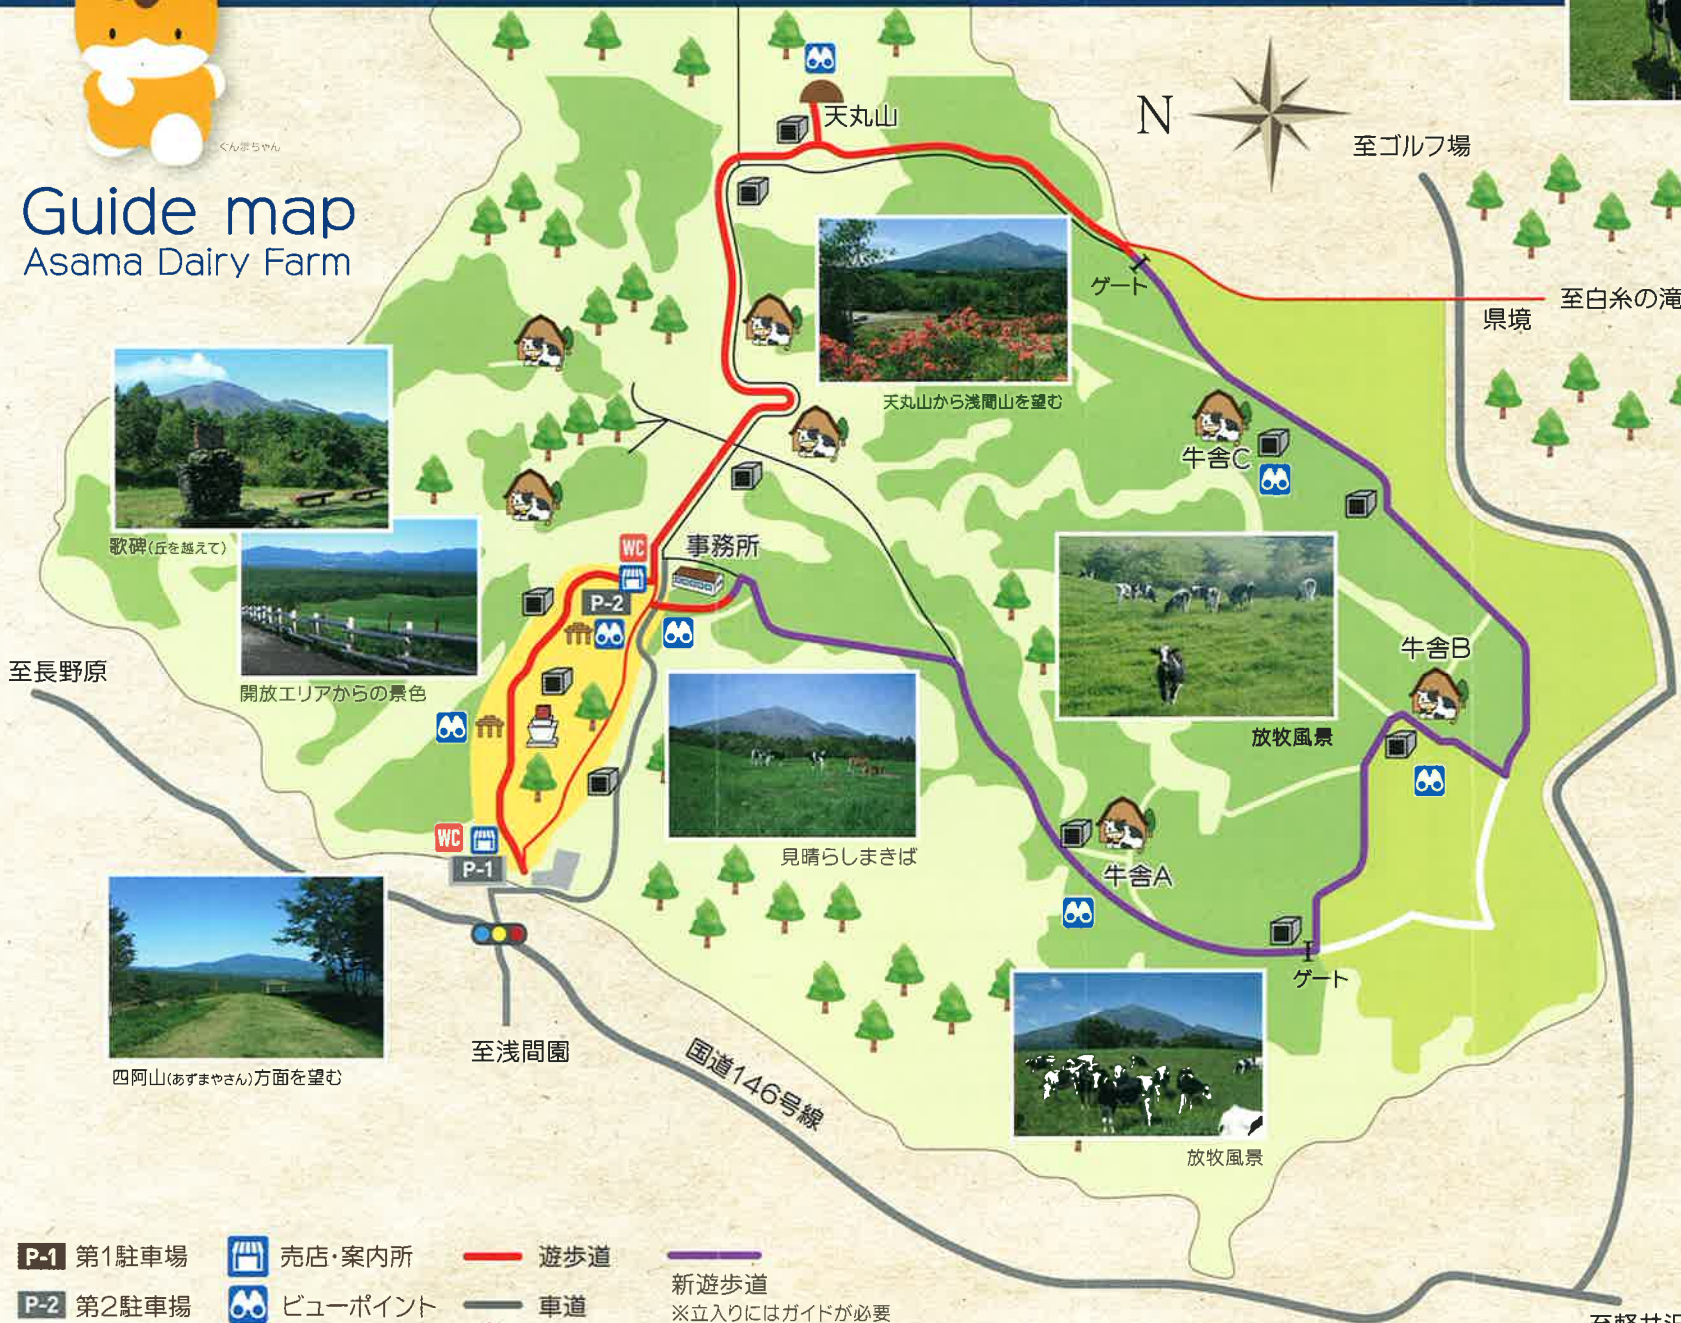 ぐんまちゃん
Guide map
Asama Dairy Farm
N
至ゴルフ場
天丸山
ゲート
県境
至白糸の滝
天丸山から浅間山を望む
牛舎C
歌碑(丘を越えて)
WC
事務所
P-2
開放エリアからの景色
至長野原
牛舎B
放牧風景
見晴らしまきば
WC
P-1
牛舎A
ゲート
至浅間園
四阿山(あずまやさん)方面を望む
国道146号線
放牧風景
P-1 第1駐車場
売店・案内所
遊歩道
新遊歩道
※立入りにはガイドが必要
P-2 第2駐車場
ビューポイント
車道